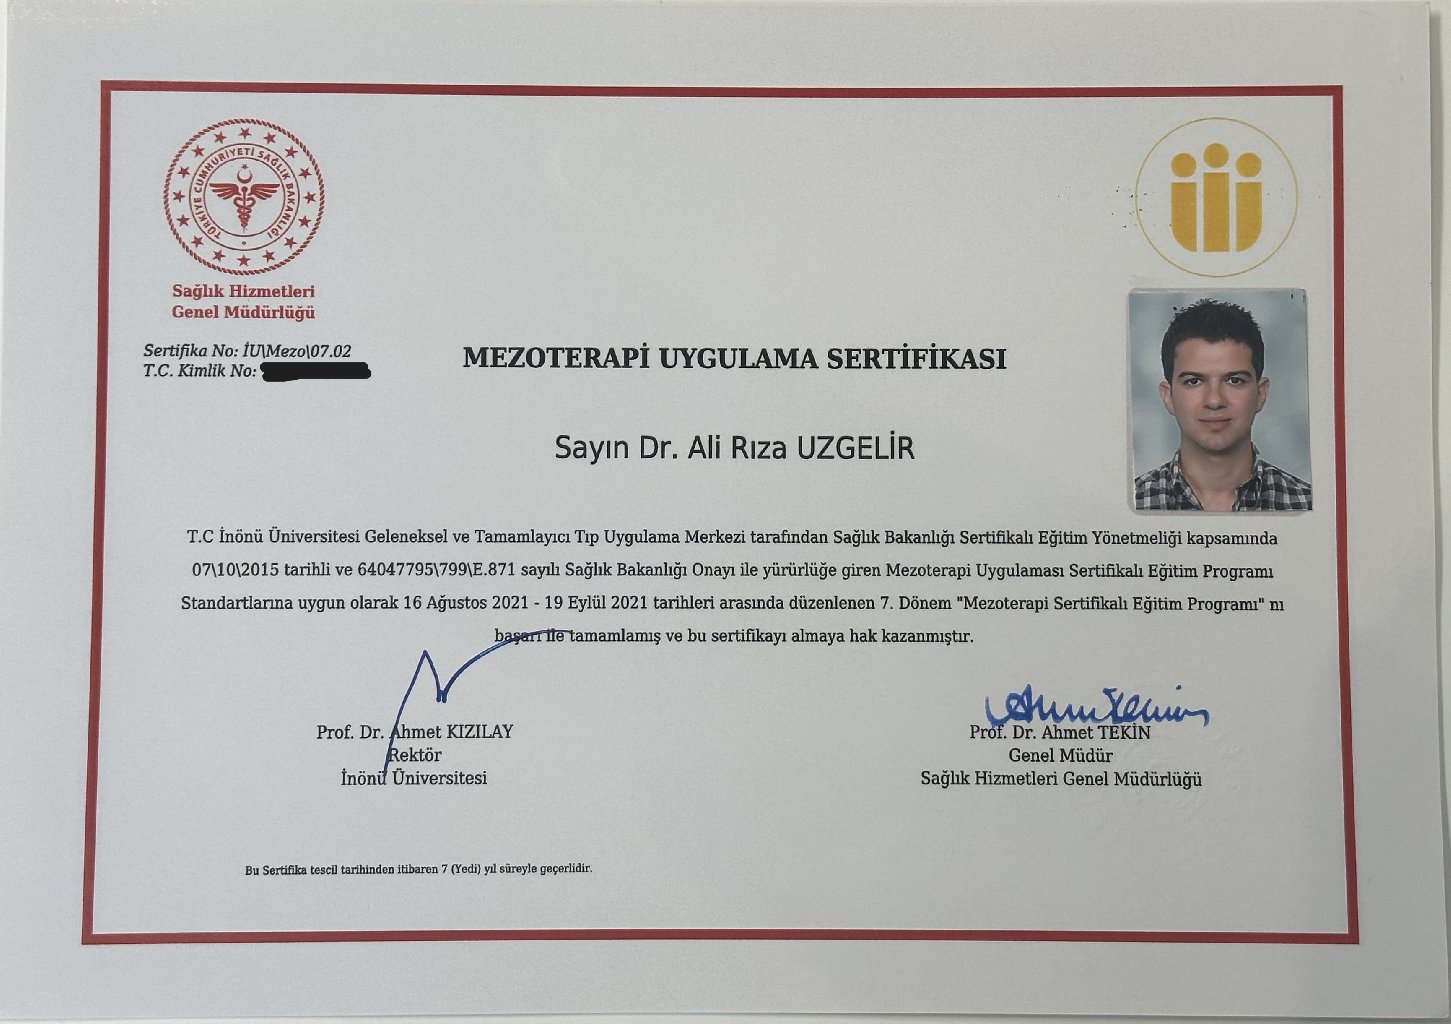 TÜRKİYE CUMHURİYETİ SAĞLIK BAKANLIĞI
Sağlık Hizmetleri
Genel Müdürlüğü
Sertifika No: İU\Mezo\07.02
T.C. Kimlik No:
MEZOTERAPİ UYGULAMA SERTİFİKASI
Sayın Dr. Ali Rıza UZGELİR
T.C İnönü Üniversitesi Geleneksel ve Tamamlayıcı Tıp Uygulama Merkezi tarafından Sağlık Bakanlığı Sertifikalı Eğitim Yönetmeliği kapsamında
07\10\2015 tarihli ve 64047795\799\E.871 sayılı Sağlık Bakanlığı Onayı ile yürürlüğe giren Mezoterapi Uygulaması Sertifikalı Eğitim Programı
Standartlarına uygun olarak 16 Ağustos 2021 - 19 Eylül 2021 tarihleri arasında düzenlenen 7. Dönem "Mezoterapi Sertifikalı Eğitim Programı" nı
başarı ile tamamlamış ve bu sertifikayı almaya hak kazanmıştır.
Prof. Dr. Ahmet KIZILAY
Rektör
İnönü Üniversitesi
Prof. Dr. Ahmet TEKİN
Genel Müdür
Sağlık Hizmetleri Genel Müdürlüğü
Bu Sertifika tescil tarihinden itibaren 7 (Yedi) yıl süreyle geçerlidir.